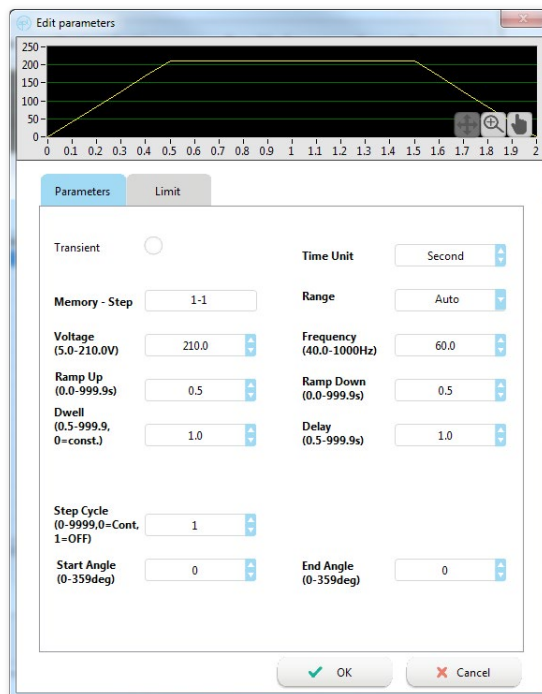 Edit parameters
250
200
150
100
50
0
0 0.1 0.2 0.3 0.4 0.5 0.6 0.7 0.8 0.9 1 1.1 1.2 1.3 1.4 1.5 1.6 1.7 1.8 1.9 2
Parameters Limit
Transient
Time Unit Second
Memory - Step 1-1
Range Auto
Voltage
(5.0-210.0V) 210.0
Frequency
(40.0-1000Hz) 60.0
Ramp Up
(0.0-999.9s) 0.5
Ramp Down
(0.0-999.9s) 0.5
Dwell
(0.5-999.9,
0=const.) 1.0
Delay
(0.5-999.9s) 1.0
Step Cycle
(0-9999,0=Cont,
1=OFF) 1
Start Angle
(0-359deg) 0
End Angle
(0-359deg) 0
OK Cancel